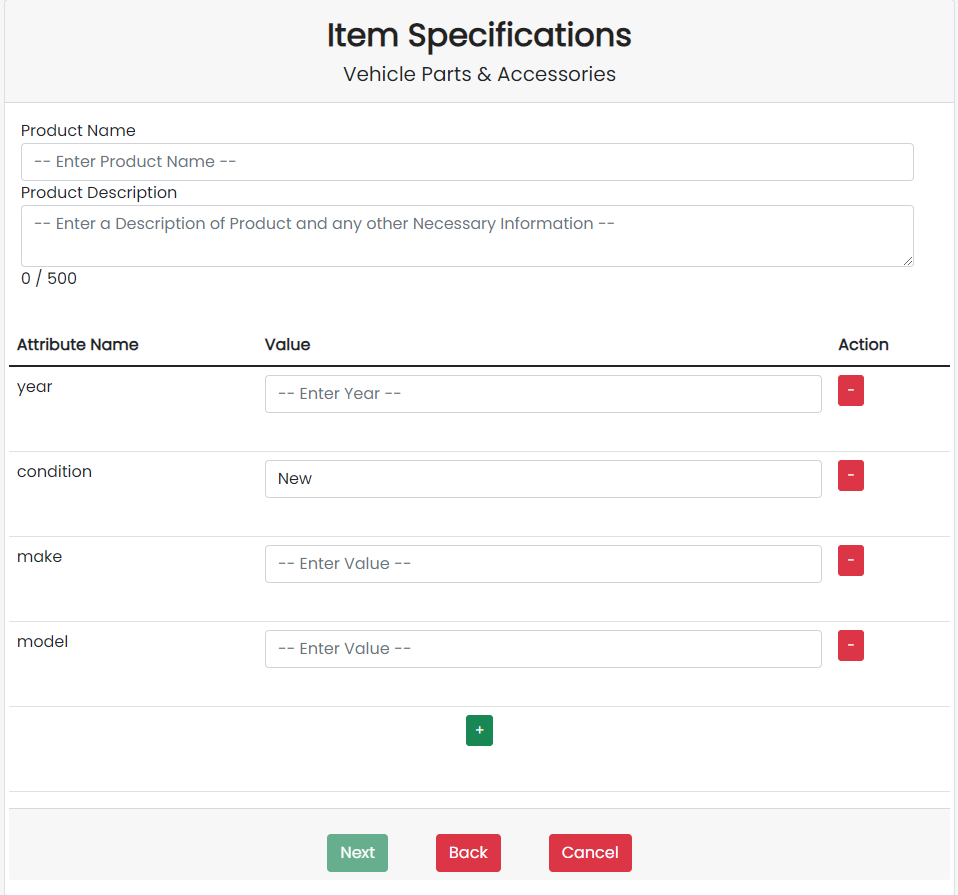 Item Specifications
Vehicle Parts & Accessories
Product Name
-- Enter Product Name --
Product Description
-- Enter a Description of Product and any other Necessary Information --
0 / 500
Attribute Name Value Action
year -- Enter Year -- -
condition New -
make -- Enter Value -- -
model -- Enter Value -- -
+
Next Back Cancel